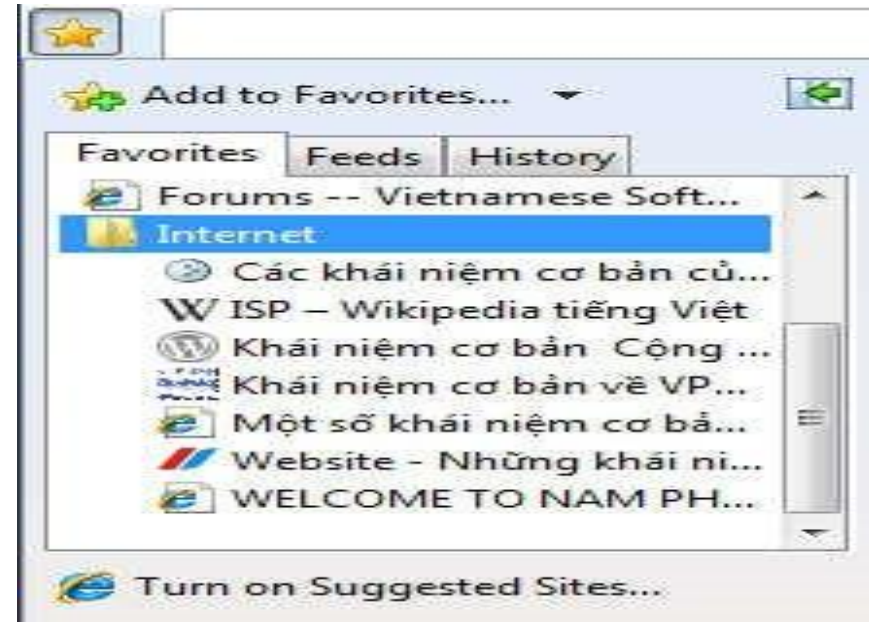 Add to Favorites...
Favorites Feeds History
Forums -- Vietnamese Soft...
Internet
Các khái niệm cơ bản củ...
ISP – Wikipedia tiếng Việt
Khái niệm cơ bản Cộng ...
Khái niệm cơ bản về VP...
Một số khái niệm cơ bả...
Website - Những khái ni...
WELCOME TO NAM PH...
Turn on Suggested Sites...